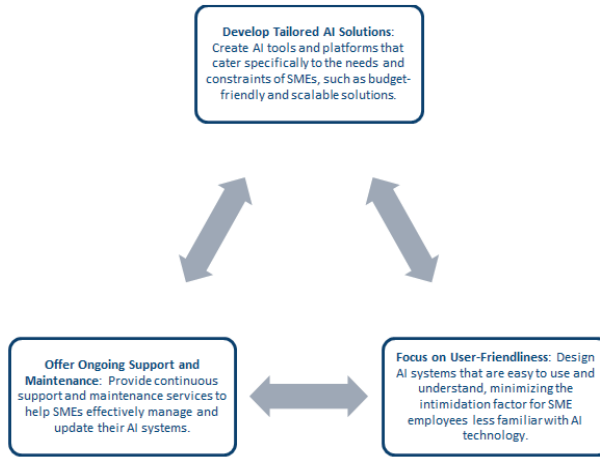 Develop Tailored AI Solutions:
Create AI tools and platforms that
cater specifically to the needs and
constraints of SMEs, such as budget-
friendly and scalable solutions.
Offer Ongoing Support and
Maintenance: Provide continuous
support and maintenance services to
help SMEs effectively manage and
update their AI systems.
Focus on User-Friendliness: Design
AI systems that are easy to use and
understand, minimizing the
intimidation factor for SME
employees less familiar with AI
technology.